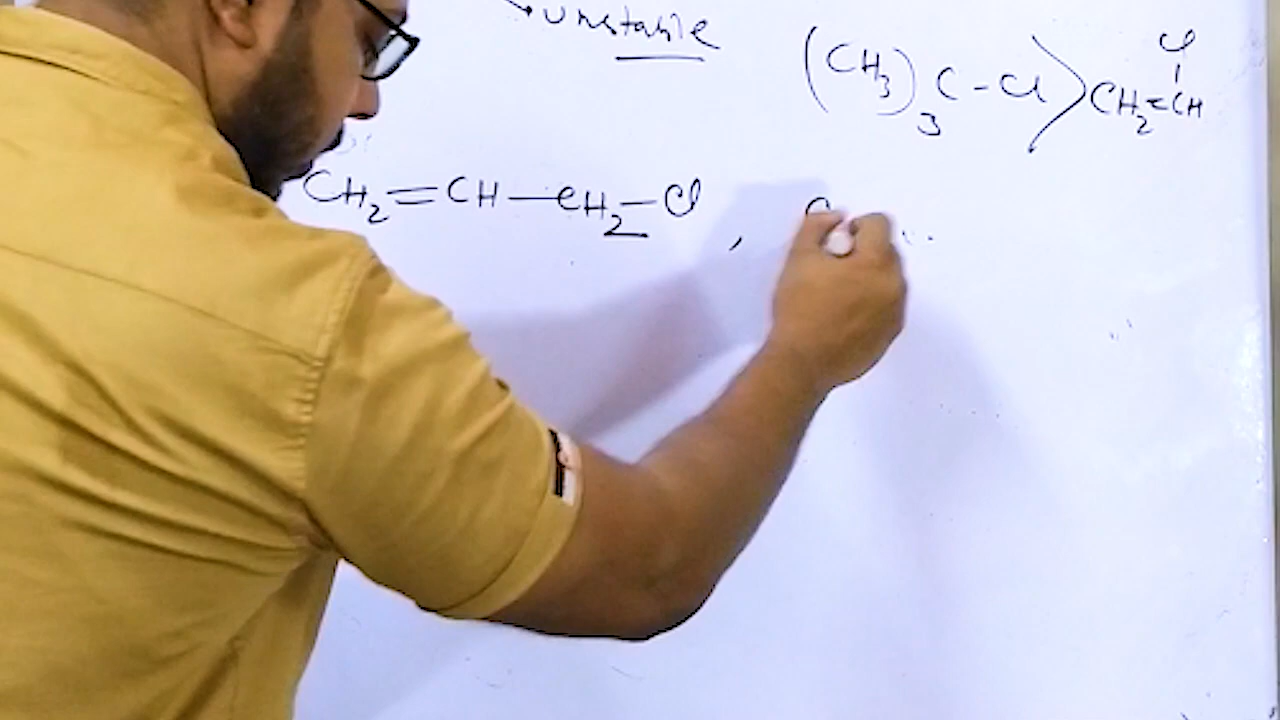 → unstable
(CH₃)₃C-Cl > CH₂=CH
Cl
CH₂=CH—CH₂—Cl , C